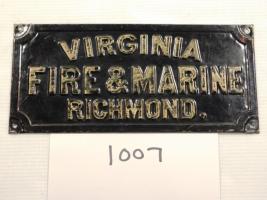 VIRGINIA
FIRE & MARINE
RICHMOND.
1007